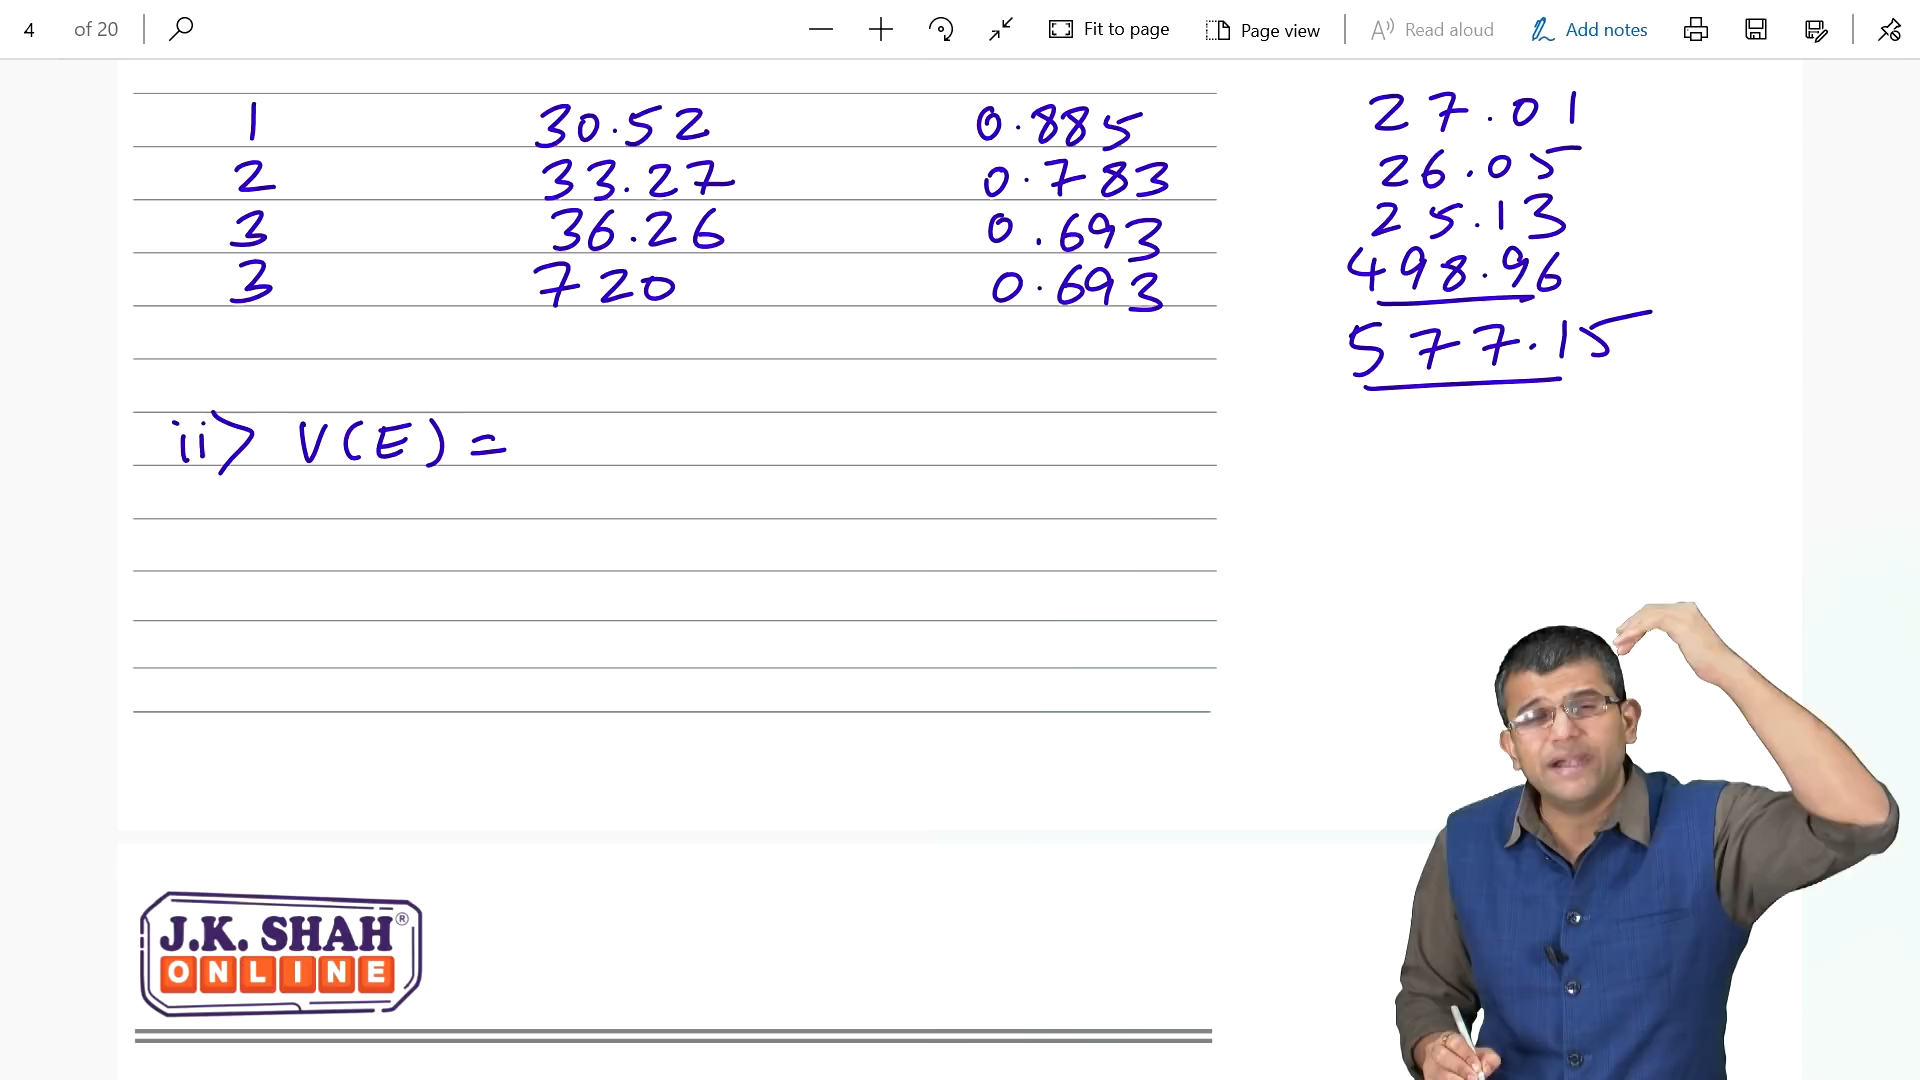 4 of 20 Fit to page Page view Read aloud Add notes
1 30.52 0.885 27.01
2 33.27 0.783 26.05
3 36.26 0.693 25.13
3 720 0.693 498.96
577.15
ii> V(E) =
J.K. SHAH®
ONLINE